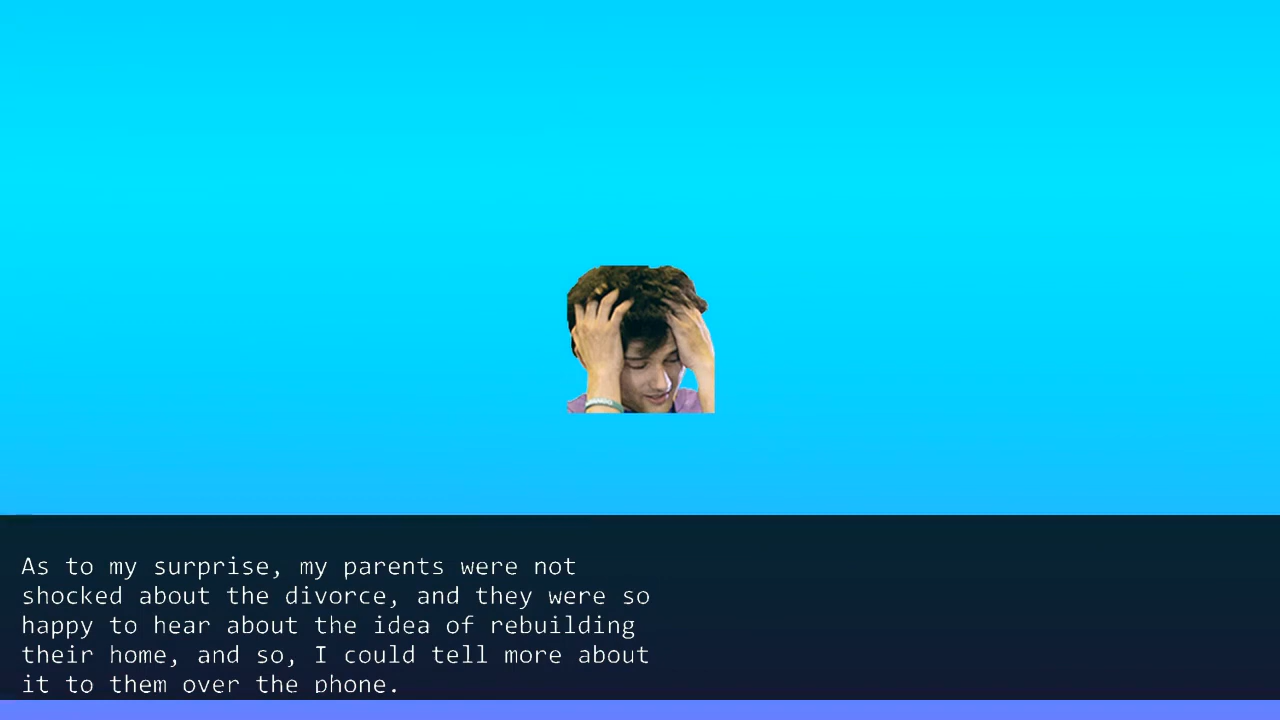 As to my surprise, my parents were not
shocked about the divorce, and they were so
happy to hear about the idea of rebuilding
their home, and so, I could tell more about
it to them over the phone.